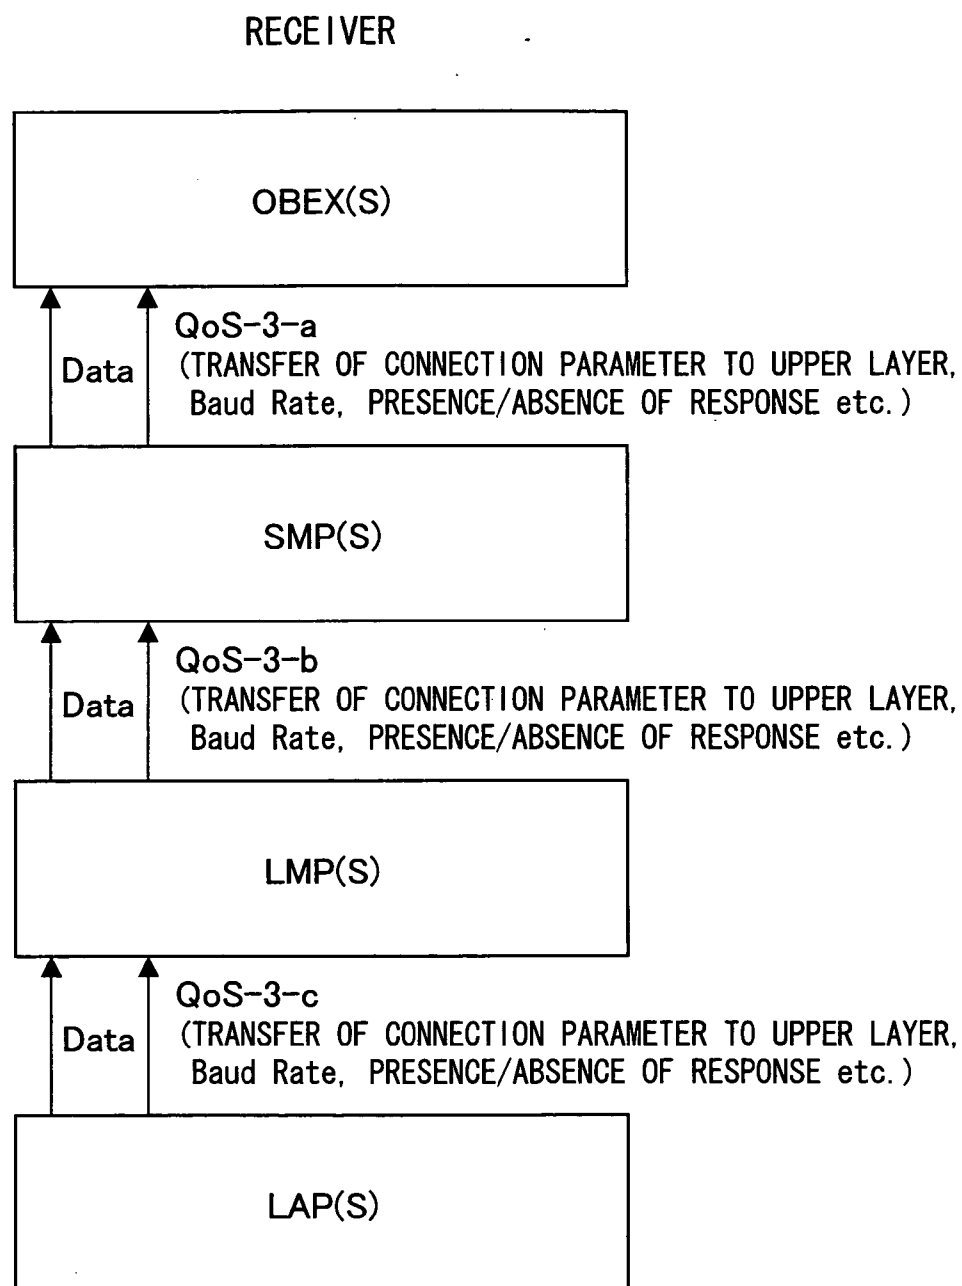 RECEIVER
OBEX(S)
QoS-3-a
Data (TRANSFER OF CONNECTION PARAMETER TO UPPER LAYER,
Baud Rate, PRESENCE/ABSENCE OF RESPONSE etc.)
SMP(S)
QoS-3-b
Data (TRANSFER OF CONNECTION PARAMETER TO UPPER LAYER,
Baud Rate, PRESENCE/ABSENCE OF RESPONSE etc.)
LMP(S)
QoS-3-c
Data (TRANSFER OF CONNECTION PARAMETER TO UPPER LAYER,
Baud Rate, PRESENCE/ABSENCE OF RESPONSE etc.)
LAP(S)